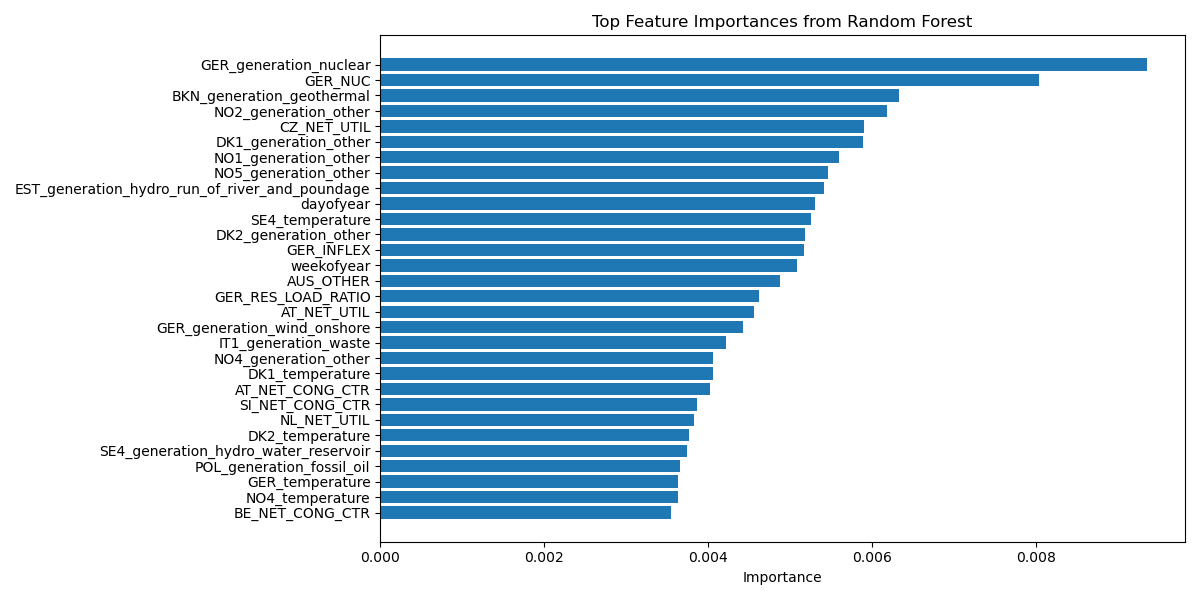 Top Feature Importances from Random Forest
GER_generation_nuclear
GER_NUC
BKN_generation_geothermal
NO2_generation_other
CZ_NET_UTIL
DK1_generation_other
NO1_generation_other
NO5_generation_other
EST_generation_hydro_run_of_river_and_poundage
dayofyear
SE4_temperature
DK2_generation_other
GER_INFLEX
weekofyear
AUS_OTHER
GER_RES_LOAD_RATIO
AT_NET_UTIL
GER_generation_wind_onshore
IT1_generation_waste
NO4_generation_other
DK1_temperature
AT_NET_CONG_CTR
SI_NET_CONG_CTR
NL_NET_UTIL
DK2_temperature
SE4_generation_hydro_water_reservoir
POL_generation_fossil_oil
GER_temperature
NO4_temperature
BE_NET_CONG_CTR
0.000 0.002 0.004 0.006 0.008
Importance